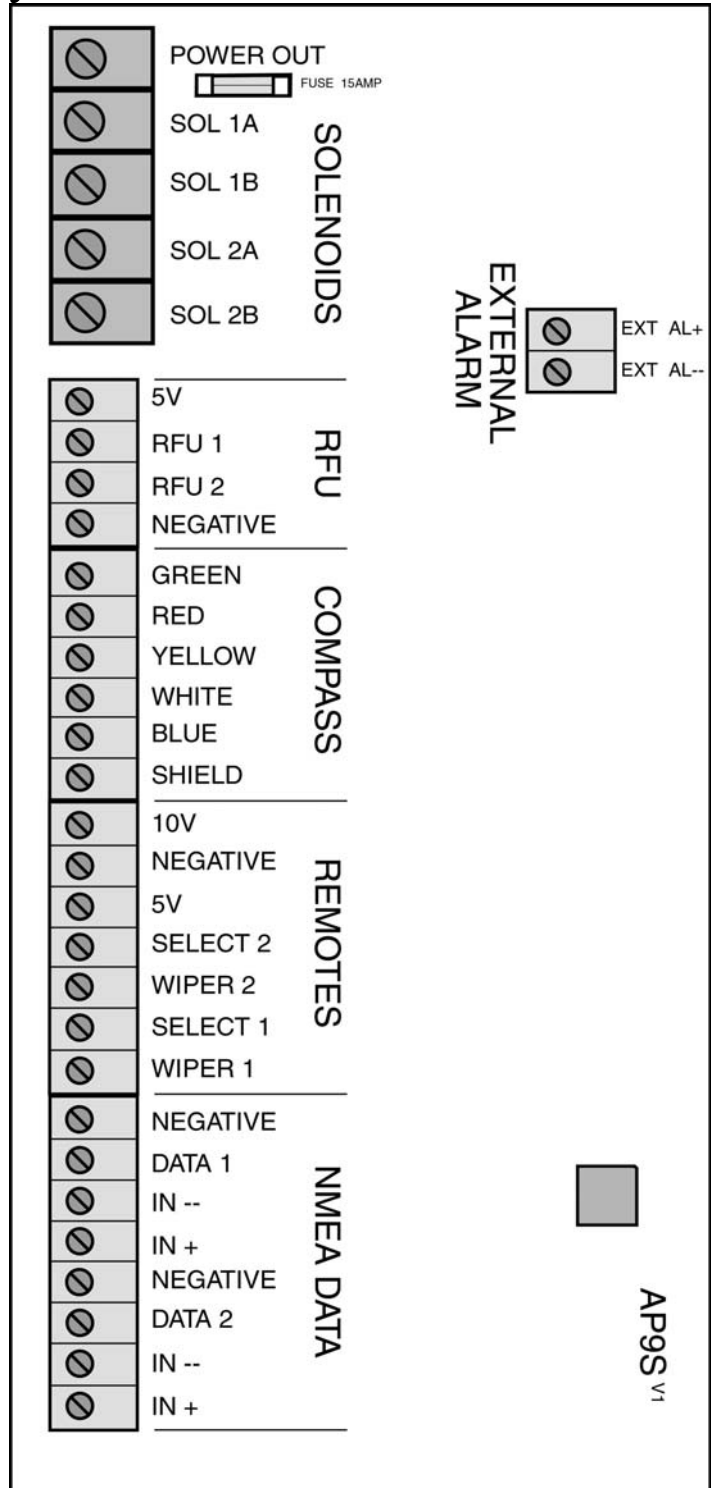 POWER OUT
FUSE 15AMP
SOL 1A
SOL 1B
SOL 2A
SOL 2B
SOLENOIDS
EXTERNAL
ALARM
EXT AL+
EXT AL--
5V
RFU 1
RFU 2
NEGATIVE
RFU
GREEN
RED
YELLOW
WHITE
BLUE
SHIELD
COMPASS
10V
NEGATIVE
5V
SELECT 2
WIPER 2
SELECT 1
WIPER 1
REMOTES
NEGATIVE
DATA 1
IN --
IN +
NEGATIVE
DATA 2
IN --
IN +
NMEA DATA
AP9S V1